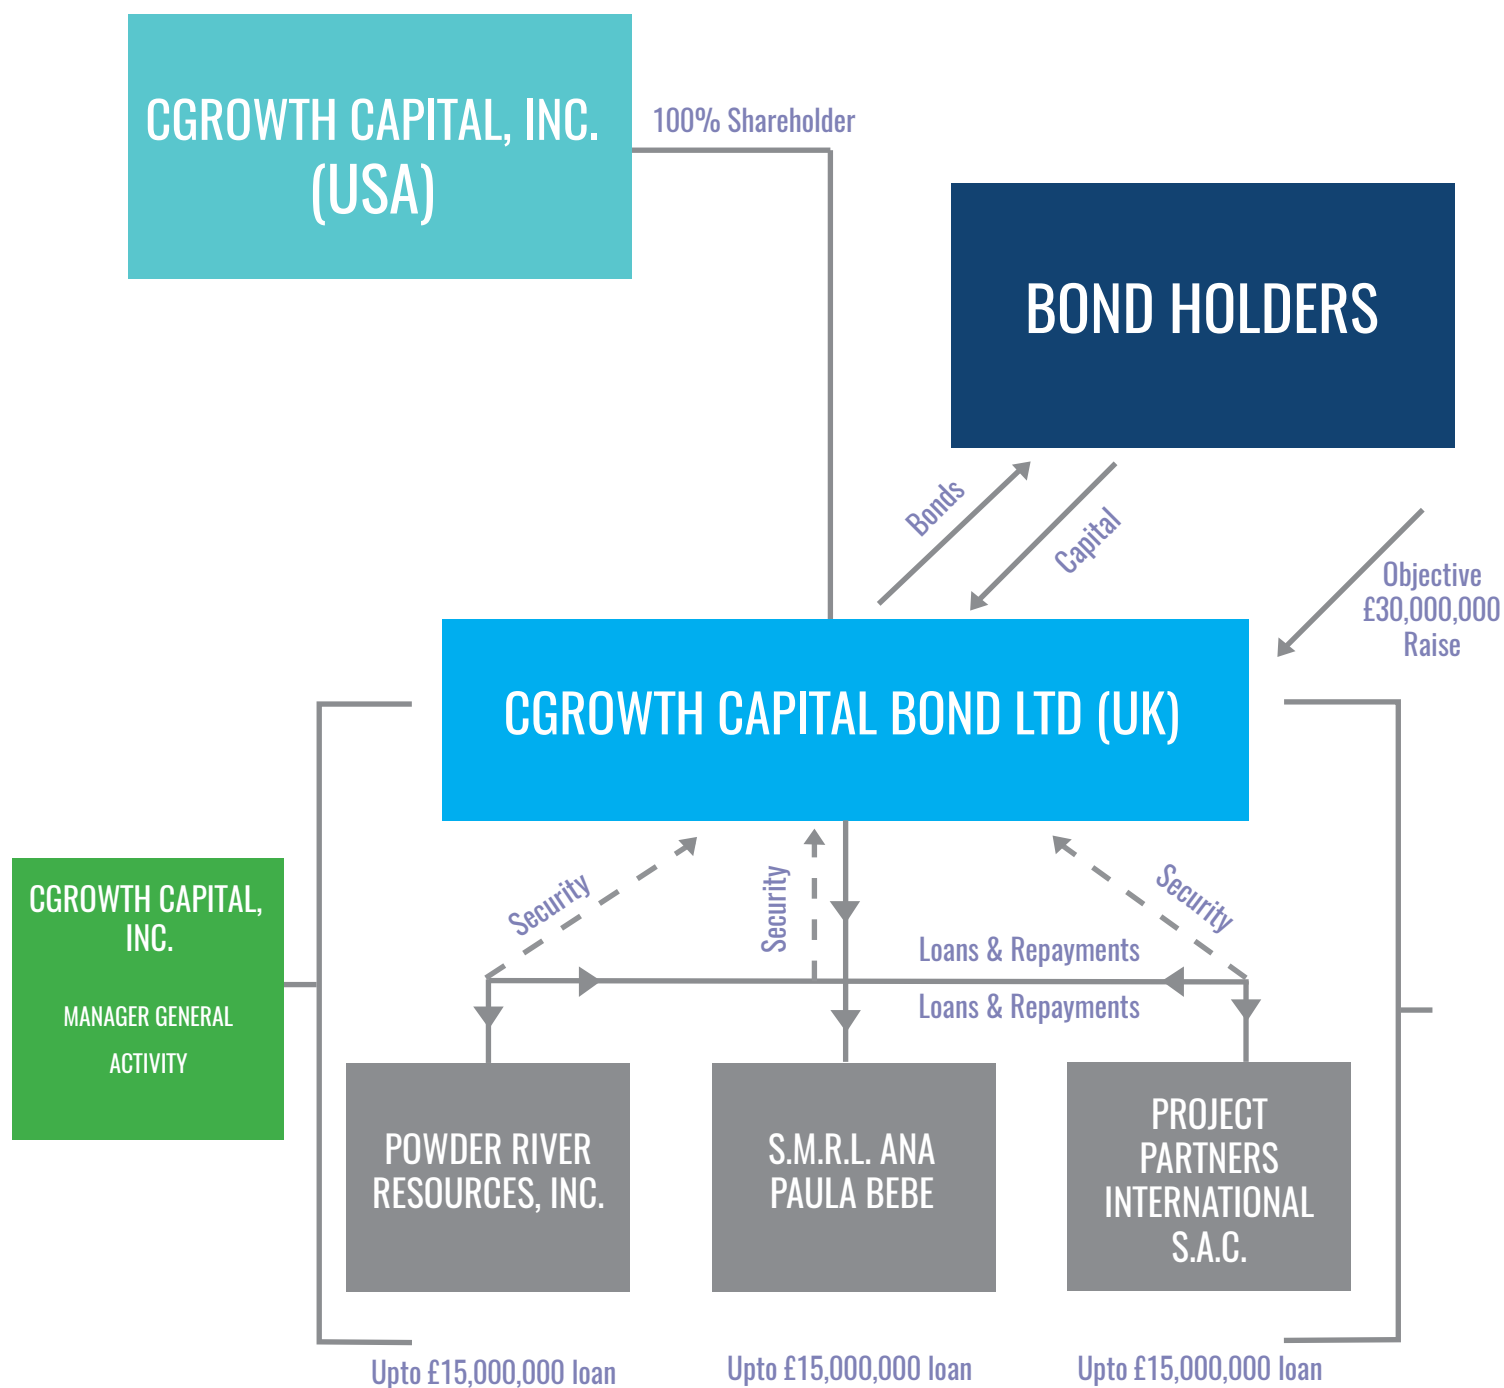 CGROWTH CAPITAL, INC.
(USA)
100% Shareholder
BOND HOLDERS
Bonds
Capital
Objective
£30,000,000
Raise
CGROWTH CAPITAL BOND LTD (UK)
CGROWTH CAPITAL,
INC.
MANAGER GENERAL
ACTIVITY
Security
Security
Security
Loans & Repayments
Loans & Repayments
POWDER RIVER
RESOURCES, INC.
S.M.R.L. ANA
PAULA BEBE
PROJECT
PARTNERS
INTERNATIONAL
S.A.C.
Upto £15,000,000 loan
Upto £15,000,000 loan
Upto £15,000,000 loan